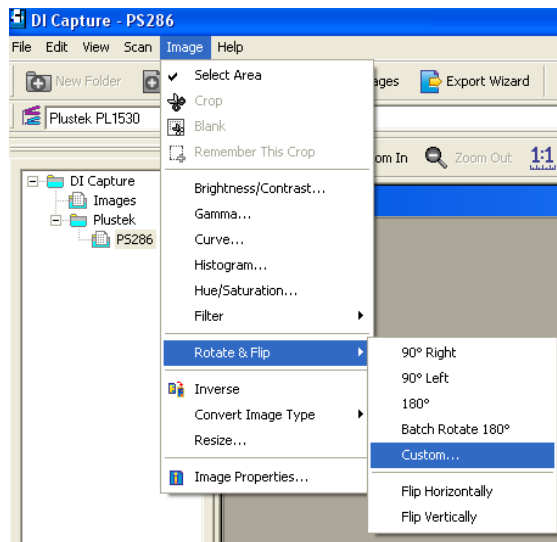 DI Capture - PS286
File Edit View Scan Image Help
New Folder
ages Export Wizard
Plustek PL1530
om In Zoom Out 1:1
DI Capture
Images
Plustek
PS286
Select Area
Crop
Blank
Remember This Crop
Brightness/Contrast...
Gamma...
Curve...
Histogram...
Hue/Saturation...
Filter
Rotate & Flip
Inverse
Convert Image Type
Resize...
Image Properties...
90° Right
90° Left
180°
Batch Rotate 180°
Custom...
Flip Horizontally
Flip Vertically